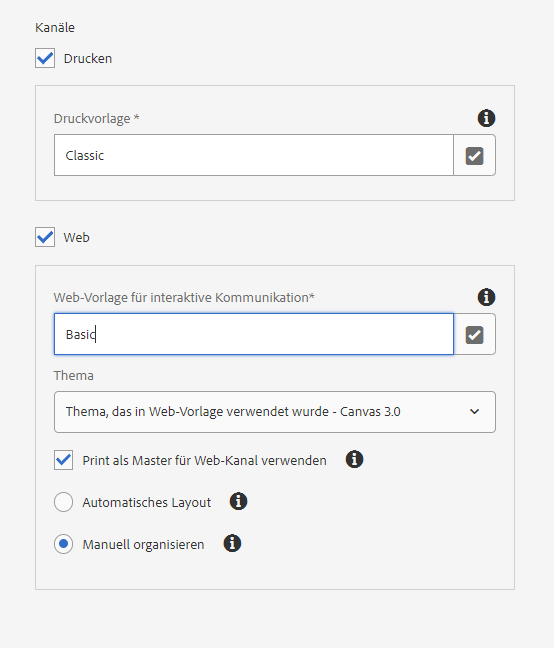 Kanäle
Drucken
Druckvorlage *
Classic
Web
Web-Vorlage für interaktive Kommunikation*
Basic
Thema
Thema, das in Web-Vorlage verwendet wurde - Canvas 3.0
Print als Master für Web-Kanal verwenden
Automatisches Layout
Manuell organisieren